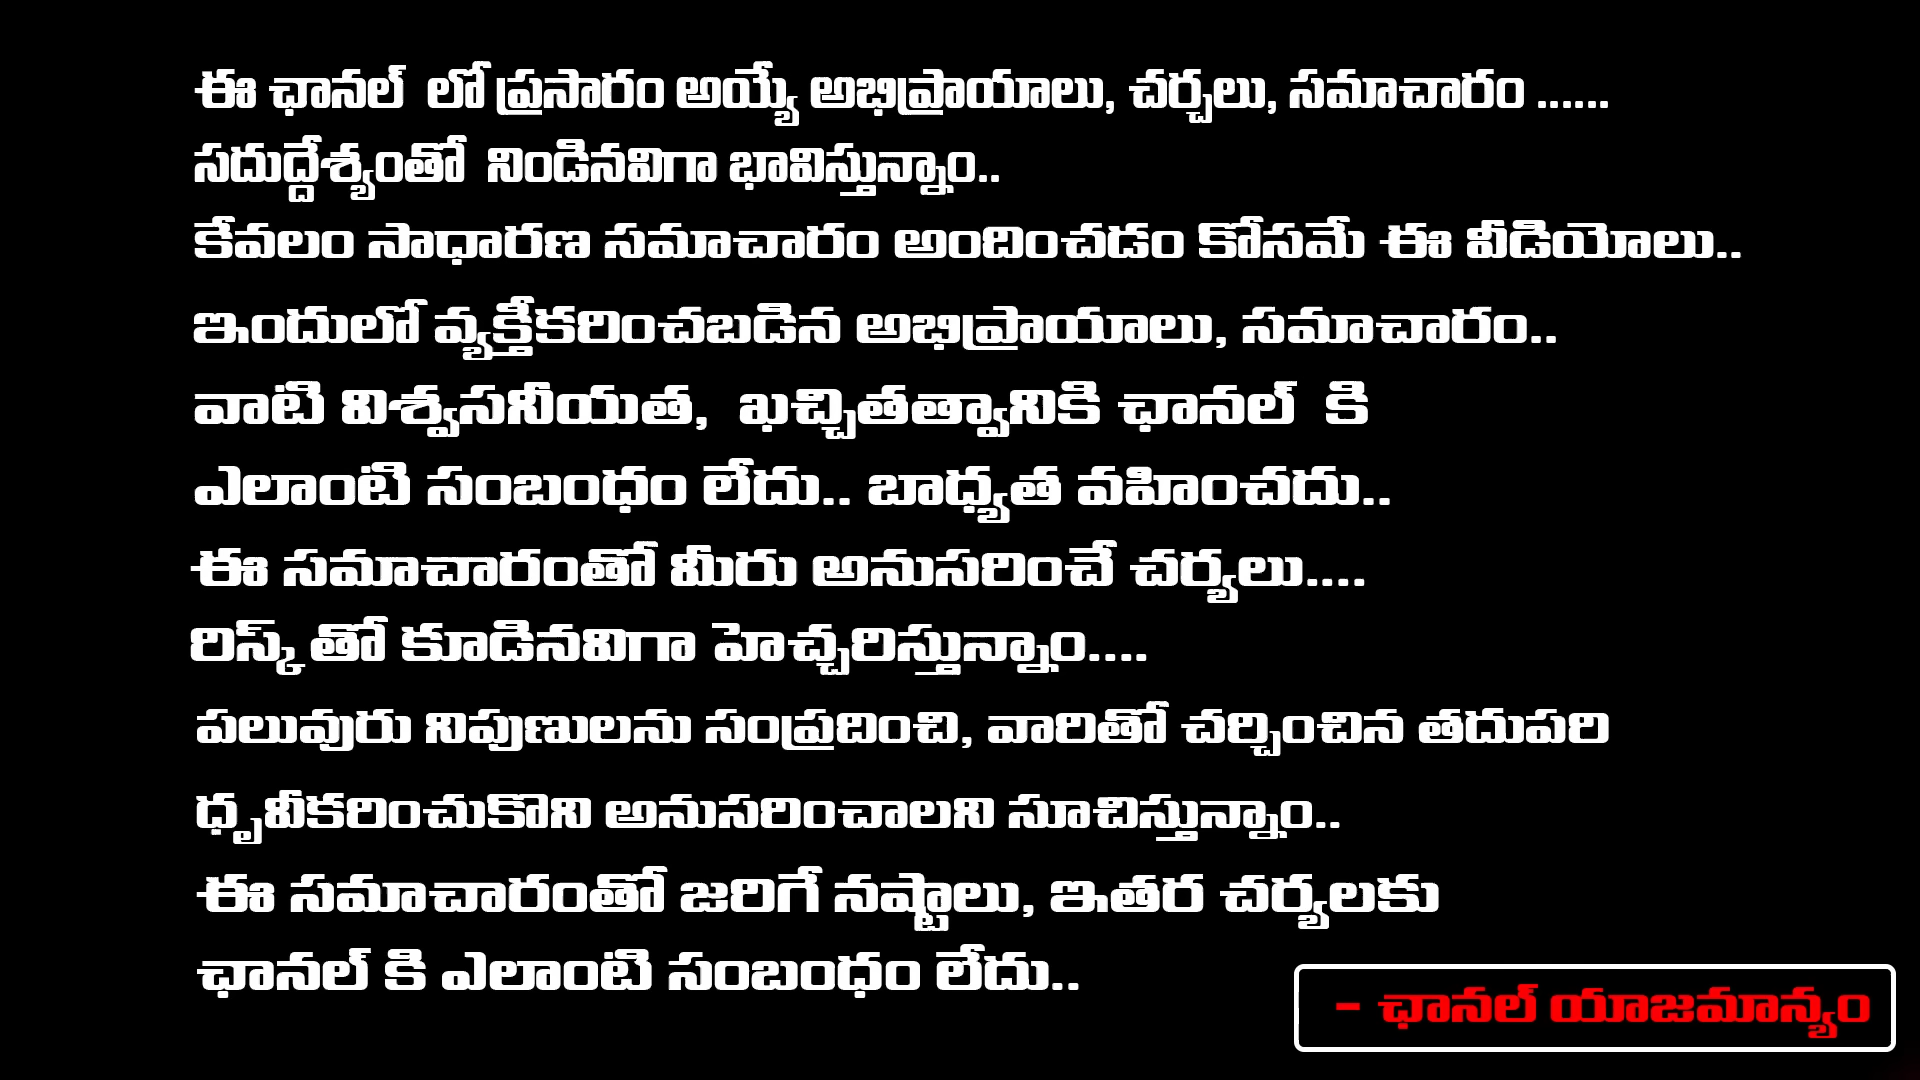 ఈ ఛానల్ లో ప్రసారం అయ్యే అభిప్రాయాలు, చర్చలు, సమాచారం ......
సదుద్దేశ్యంతో నిండినవిగా భావిస్తున్నాం..
కేవలం సాధారణ సమాచారం అందించడం కోసమే ఈ వీడియోలు..
ఇందులో వ్యక్తీకరించబడిన అభిప్రాయాలు, సమాచారం..
వాటి విశ్వసనీయత, ఖచ్చితత్వానికి ఛానల్ కి
ఎలాంటి సంబంధం లేదు.. బాధ్యత వహించదు..
ఈ సమాచారంతో మీరు అనుసరించే చర్యలు....
రిస్క్ తో కూడినవిగా హెచ్చరిస్తున్నాం....
పలువురు నిపుణులను సంప్రదించి, వారితో చర్చించిన తదుపరి
ధృవీకరించుకొని అనుసరించాలని సూచిస్తున్నాం..
ఈ సమాచారంతో జరిగే నష్టాలు, ఇతర చర్యలకు
ఛానల్ కి ఎలాంటి సంబంధం లేదు..
- ఛానల్ యాజమాన్యం